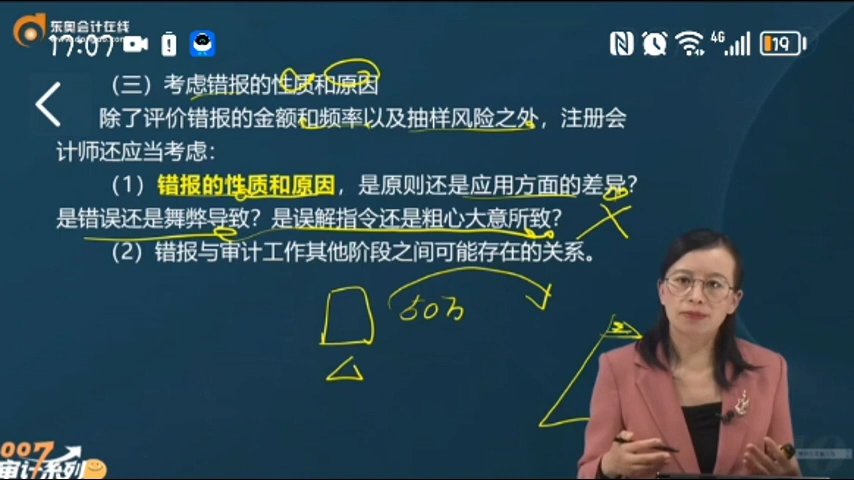 东奥会计在线
17:07
4G
19
(三)考虑错报的性质和原因
除了评价错报的金额和频率以及抽样风险之外,注册会
计师还应当考虑:
(1)错报的性质和原因,是原则还是应用方面的差异?
是错误还是舞弊导致?是误解指令还是粗心大意所致?
(2)错报与审计工作其他阶段之间可能存在的关系。
50万
007
审计系列